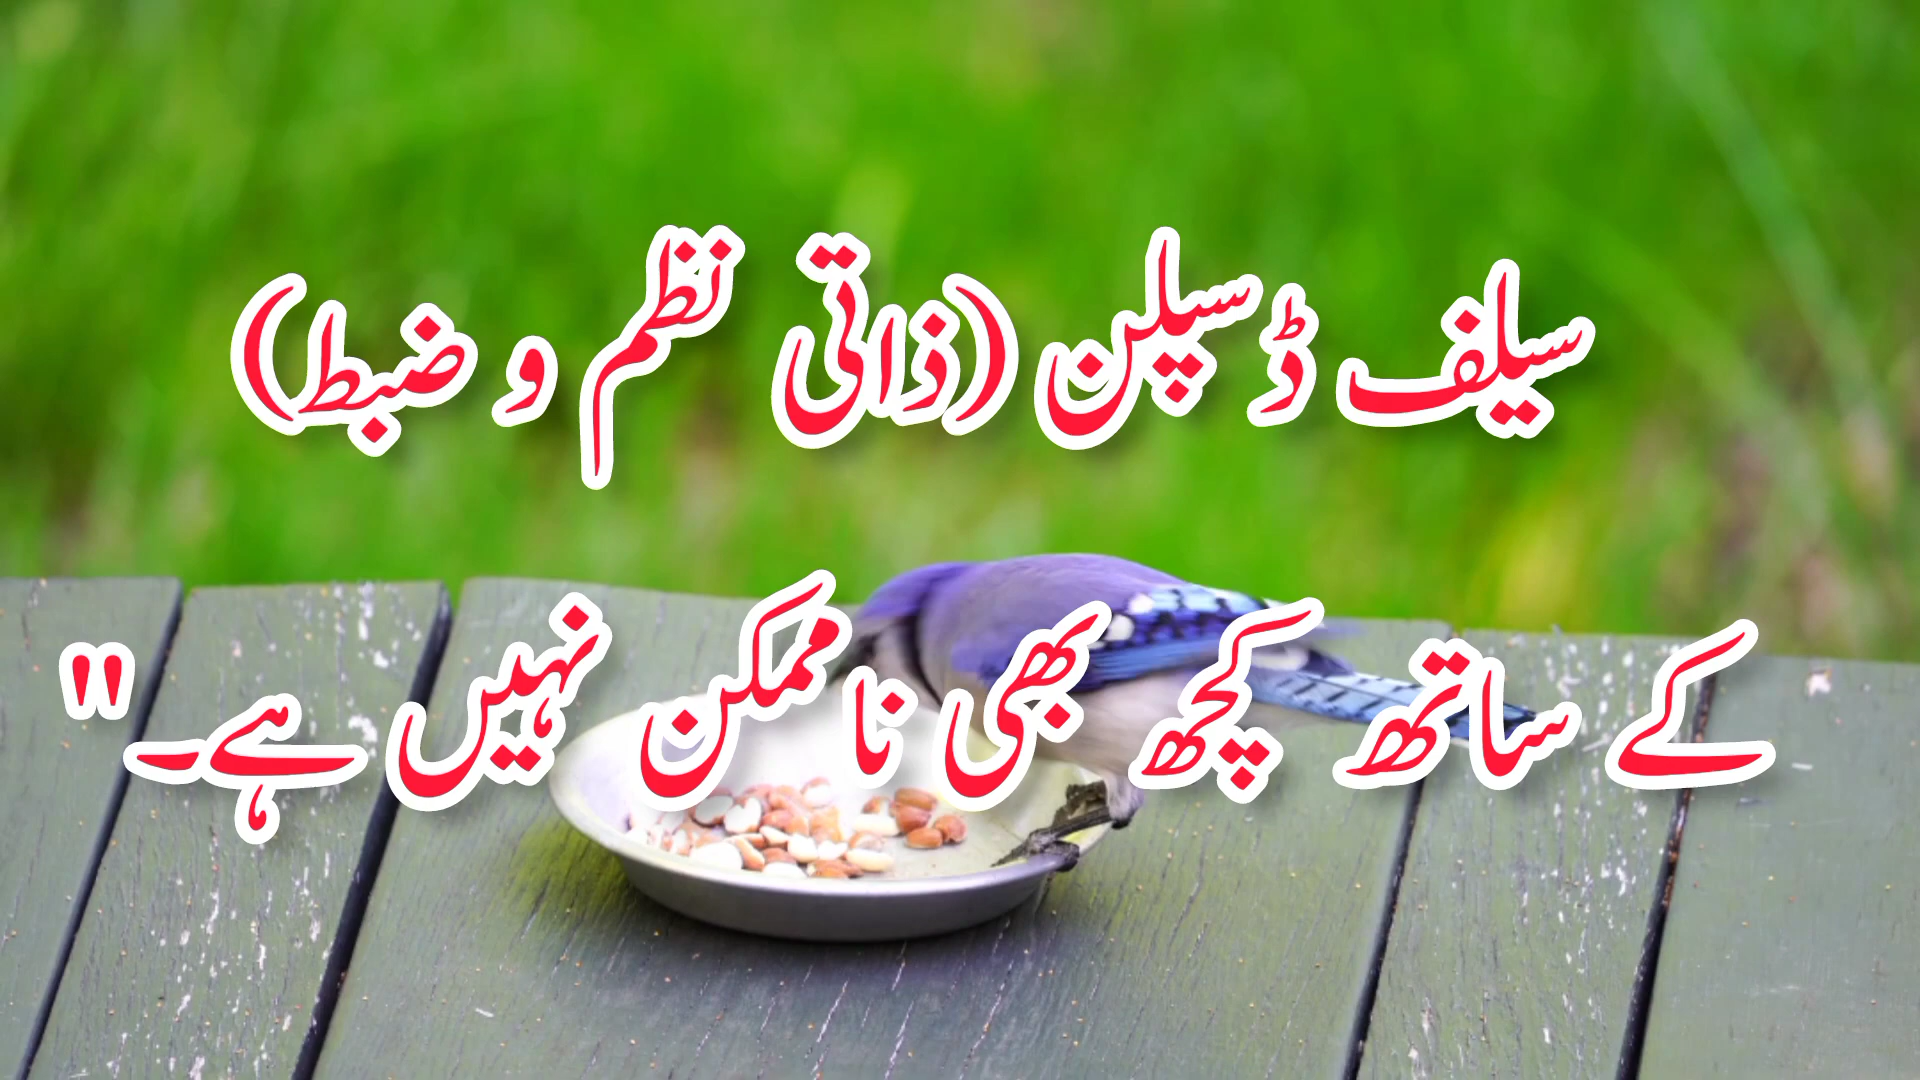 سیلف ڈسپلن (ذاتی نظم و ضبط)
کے ساتھ کچھ بھی ناممکن نہیں ہے۔"